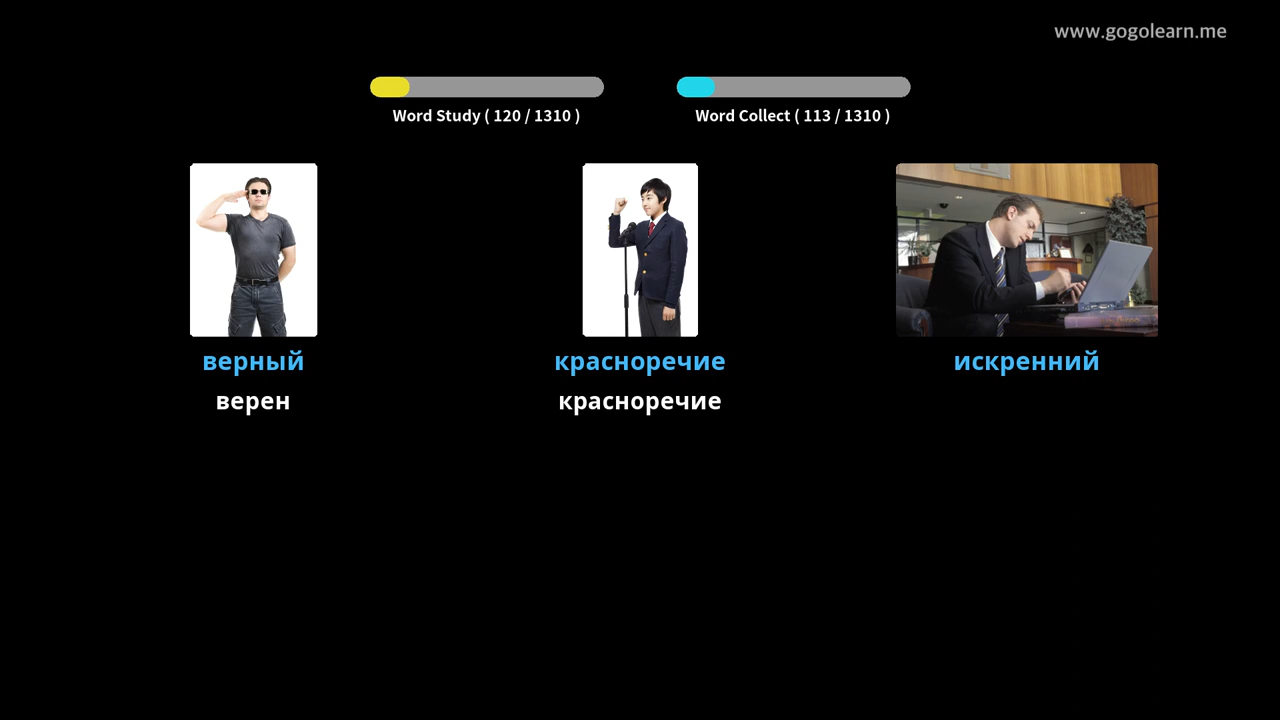 www.gogolearn.me
Word Study ( 120 / 1310 )
Word Collect ( 113 / 1310 )
верный
красноречие
искренний
верен
красноречие